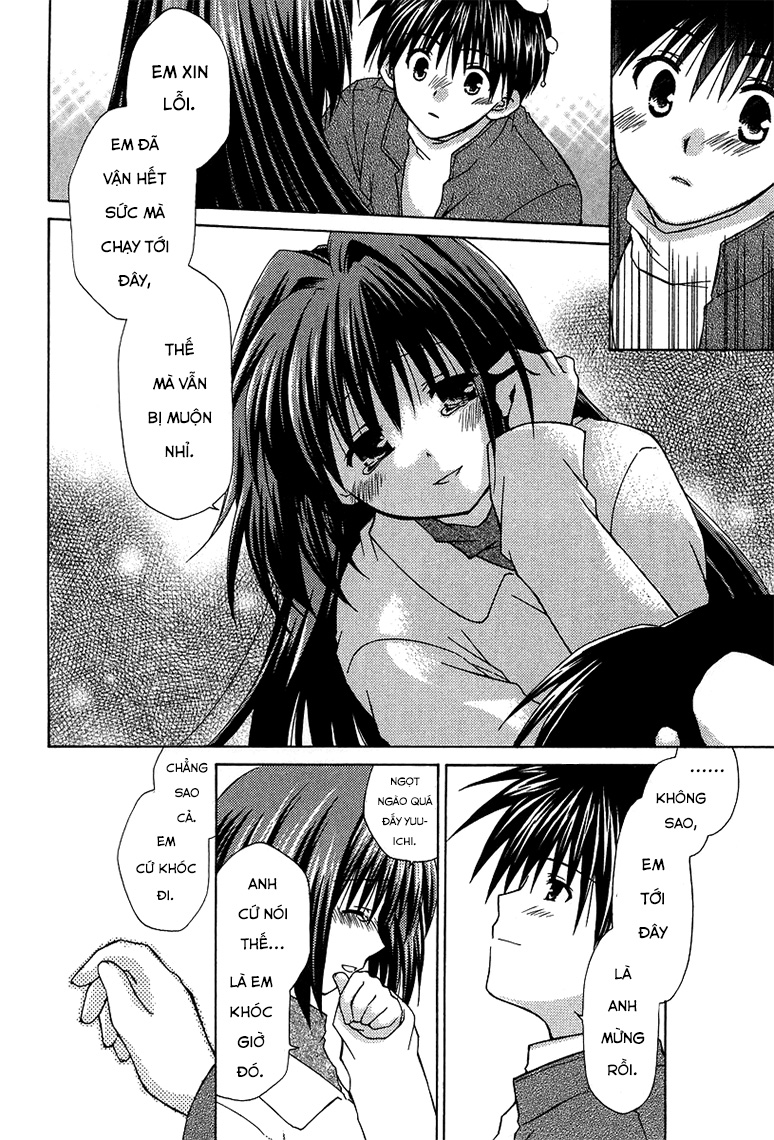 EM XIN
LỖI.
EM ĐÃ
VẬN HẾT
SỨC MÀ
CHẠY TỚI
ĐÂY,
THẾ
MÀ VẪN
BỊ MUỘN
NHỈ.
......
KHÔNG
SAO,
EM
TỚI
ĐÂY
LÀ
ANH
MỪNG
RỒI.
NGỌT
NGÀO QUÁ
ĐẤY YUU-
ICHI.
ANH
CỨ NÓI
THẾ...
LÀ EM
KHÓC
GIỜ
ĐÓ.
CHẲNG
SAO
CẢ.
EM
CỨ KHÓC
ĐI.